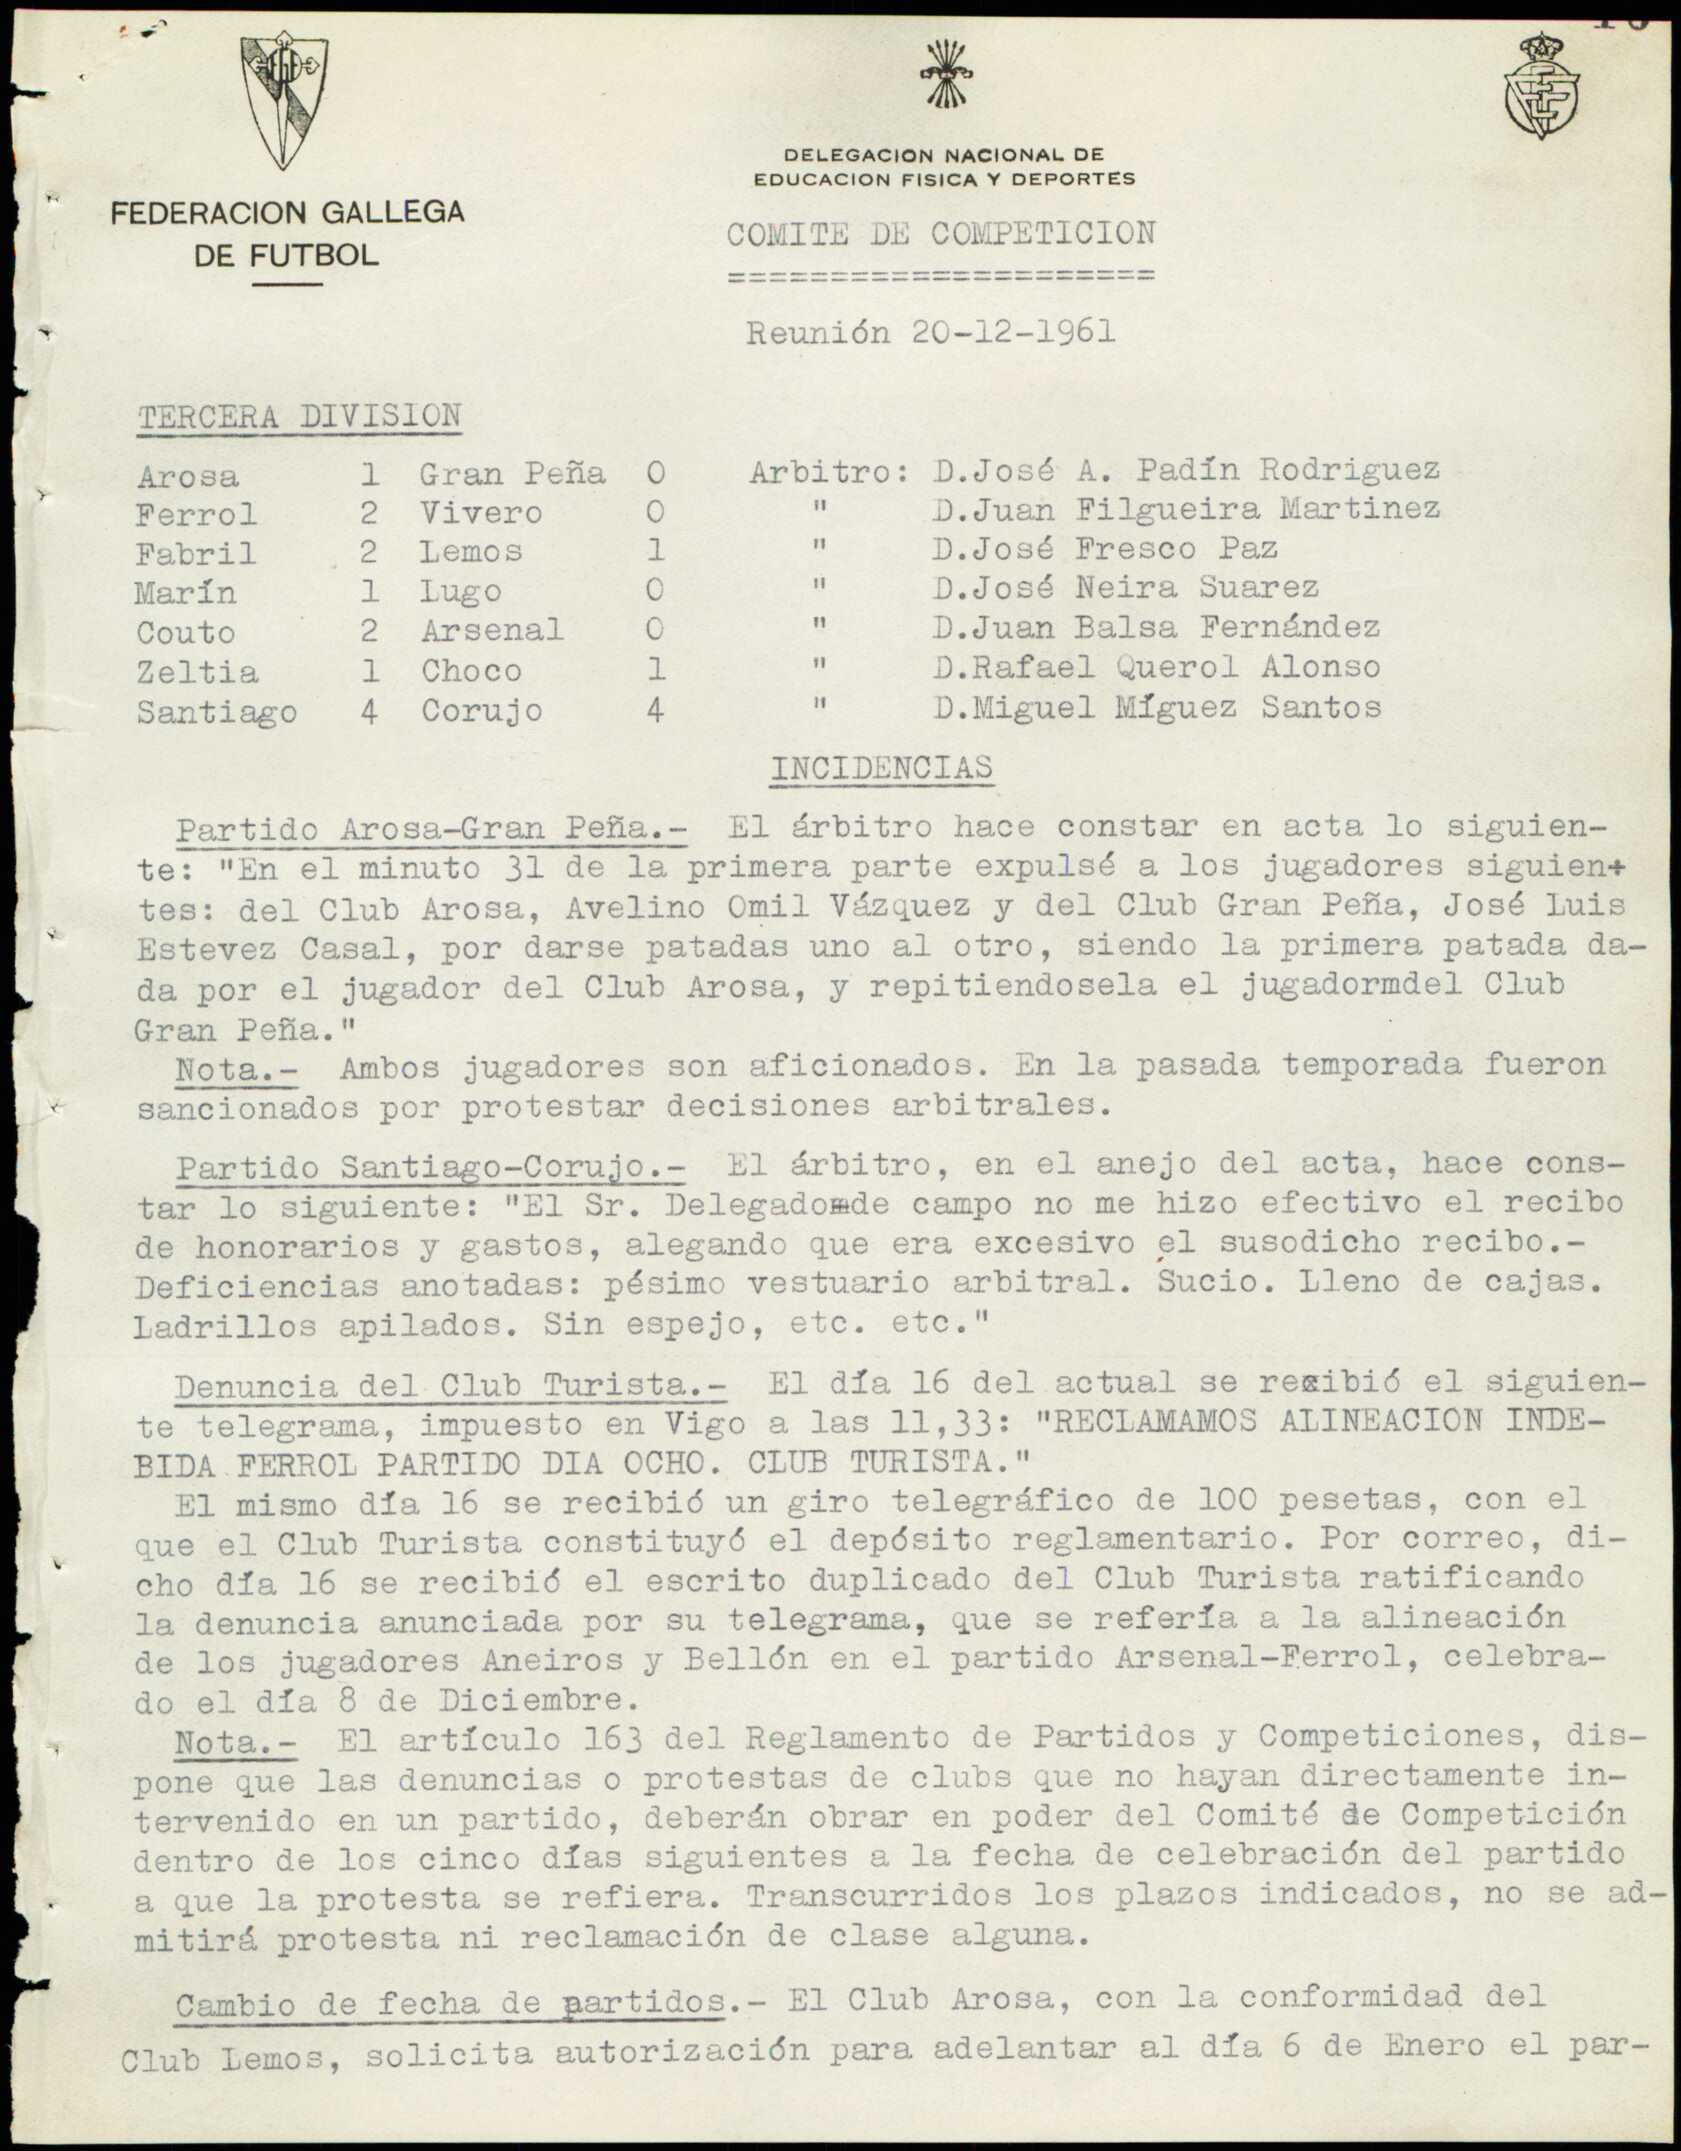 FEDERACION GALLEGA
DE FUTBOL
DELEGACION NACIONAL DE
EDUCACION FISICA Y DEPORTES
COMITE DE COMPETICION
=====================
Reunión 20-12-1961
TERCERA DIVISION
Arosa 1 Gran Peña 0 Arbitro: D.José A. Padín Rodriguez
Ferrol 2 Vivero 0 " D.Juan Filgueira Martinez
Fabril 2 Lemos 1 " D.José Fresco Paz
Marín 1 Lugo 0 " D.José Neira Suarez
Couto 2 Arsenal 0 " D.Juan Balsa Fernández
Zeltia 1 Choco 1 " D.Rafael Querol Alonso
Santiago 4 Corujo 4 " D.Miguel Míguez Santos
INCIDENCIAS
Partido Arosa-Gran Peña.- El árbitro hace constar en acta lo siguien-
te: "En el minuto 31 de la primera parte expulsé a los jugadores siguien+
tes: del Club Arosa, Avelino Omil Vázquez y del Club Gran Peña, José Luis
Estevez Casal, por darse patadas uno al otro, siendo la primera patada da-
da por el jugador del Club Arosa, y repitiendosela el jugadormdel Club
Gran Peña."
Nota.- Ambos jugadores son aficionados. En la pasada temporada fueron
sancionados por protestar decisiones arbitrales.
Partido Santiago-Corujo.- El árbitro, en el anejo del acta, hace cons-
tar lo siguiente: "El Sr. Delegadomde campo no me hizo efectivo el recibo
de honorarios y gastos, alegando que era excesivo el susodicho recibo.-
Deficiencias anotadas: pésimo vestuario arbitral. Sucio. Lleno de cajas.
Ladrillos apilados. Sin espejo, etc. etc."
Denuncia del Club Turista.- El día 16 del actual se recibió el siguien-
te telegrama, impuesto en Vigo a las 11,33: "RECLAMAMOS ALINEACION INDE-
BIDA FERROL PARTIDO DIA OCHO. CLUB TURISTA."
El mismo día 16 se recibió un giro telegráfico de 100 pesetas, con el
que el Club Turista constituyó el depósito reglamentario. Por correo, di-
cho día 16 se recibió el escrito duplicado del Club Turista ratificando
la denuncia anunciada por su telegrama, que se refería a la alineación
de los jugadores Aneiros y Bellón en el partido Arsenal-Ferrol, celebra-
do el día 8 de Diciembre.
Nota.- El artículo 163 del Reglamento de Partidos y Competiciones, dis-
pone que las denuncias o protestas de clubs que no hayan directamente in-
tervenido en un partido, deberán obrar en poder del Comité de Competición
dentro de los cinco días siguientes a la fecha de celebración del partido
a que la protesta se refiera. Transcurridos los plazos indicados, no se ad-
mitirá protesta ni reclamación de clase alguna.
Cambio de fecha de partidos.- El Club Arosa, con la conformidad del
Club Lemos, solicita autorización para adelantar al día 6 de Enero el par-